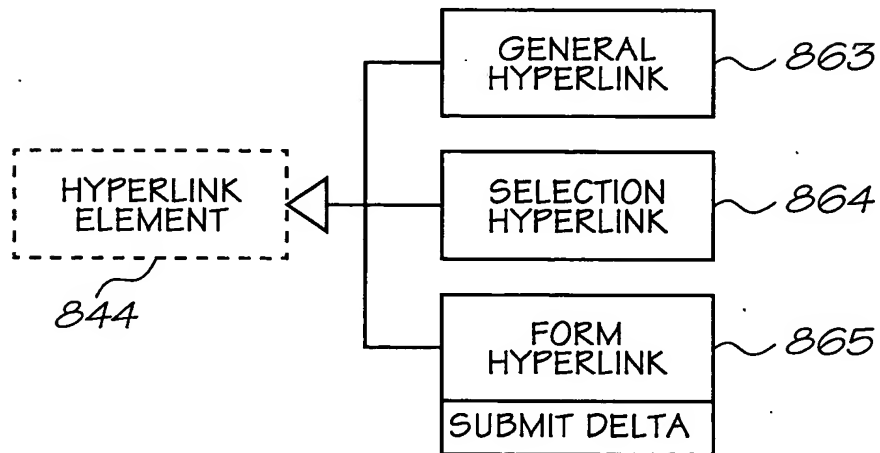 GENERAL
HYPERLINK
863
HYPERLINK
ELEMENT
844
SELECTION
HYPERLINK
864
FORM
HYPERLINK
865
SUBMIT DELTA